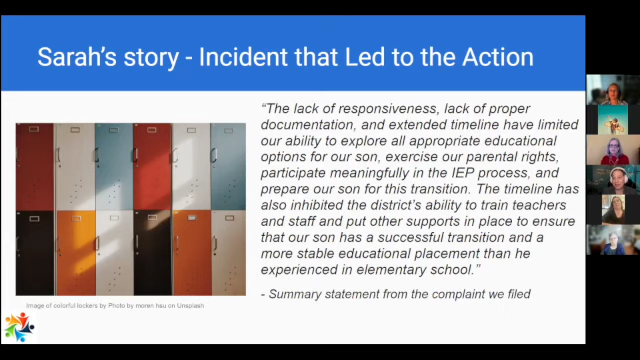 Sarah's story - Incident that Led to the Action
“The lack of responsiveness, lack of proper
documentation, and extended timeline have limited
our ability to explore all appropriate educational
options for our son, exercise our parental rights,
participate meaningfully in the IEP process, and
prepare our son for this transition. The timeline has
also inhibited the district's ability to train teachers
and staff and put other supports in place to ensure
that our son has a successful transition and a
more stable educational placement than he
experienced in elementary school.”
- Summary statement from the complaint we filed
Image of colorful lockers by Photo by moren hsu on Unsplash